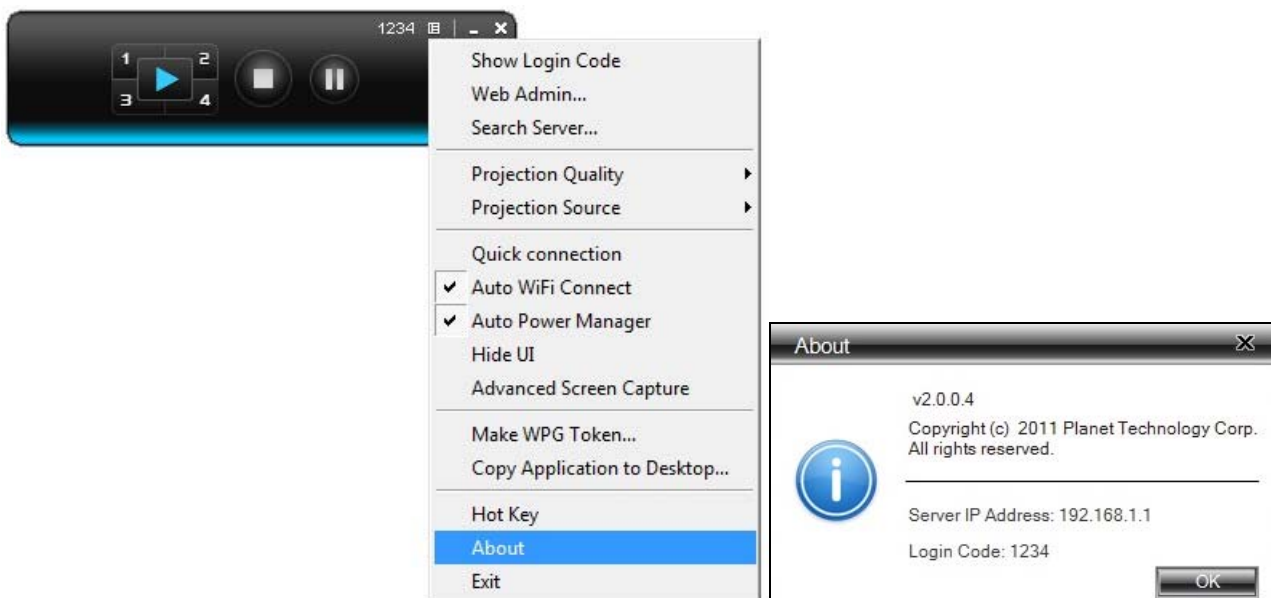 1234
1 2
3 4
Show Login Code
Web Admin...
Search Server...
Projection Quality
Projection Source
Quick connection
Auto WiFi Connect
Auto Power Manager
Hide UI
Advanced Screen Capture
Make WPG Token...
Copy Application to Desktop...
Hot Key
About
Exit
About
v2.0.0.4
Copyright (c) 2011 Planet Technology Corp.
All rights reserved.
Server IP Address: 192.168.1.1
Login Code: 1234
OK